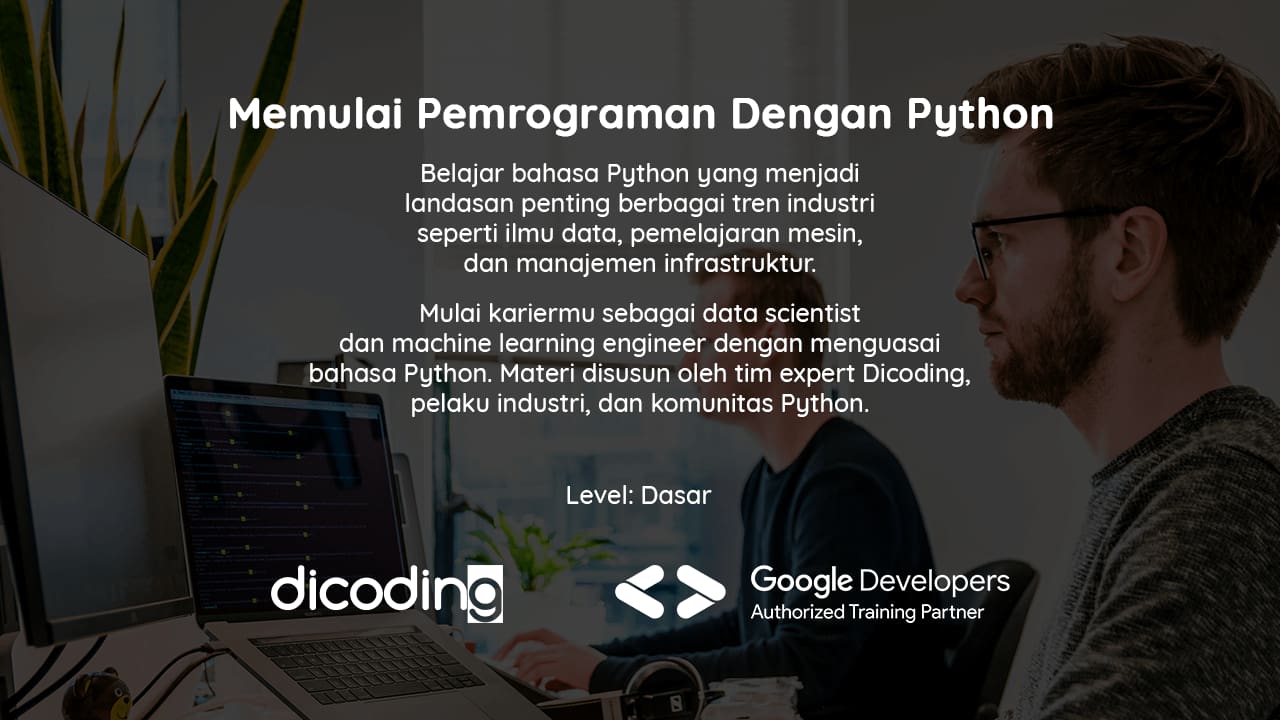 Memulai Pemrograman Dengan Python
Belajar bahasa Python yang menjadi
landasan penting berbagai tren industri
seperti ilmu data, pemelajaran mesin,
dan manajemen infrastruktur.
Mulai kariermu sebagai data scientist
dan machine learning engineer dengan menguasai
bahasa Python. Materi disusun oleh tim expert Dicoding,
pelaku industri, dan komunitas Python.
Level: Dasar
dicoding
Google Developers
Authorized Training Partner